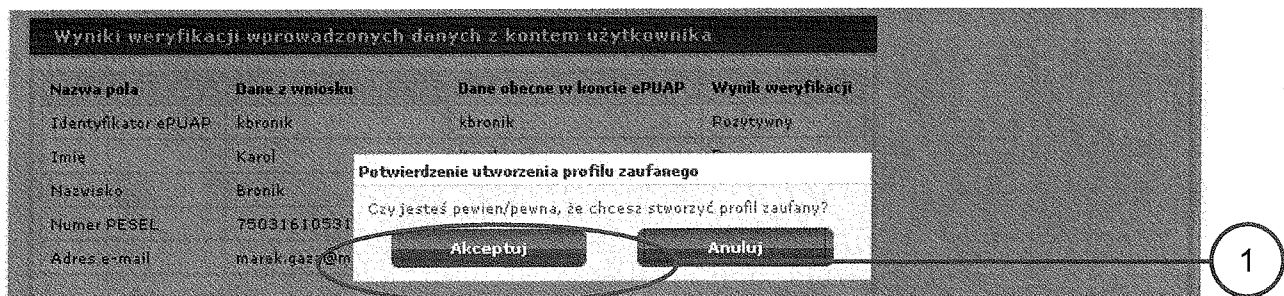 Wyniki weryfikacji wprowadzonych danych z kontem użytkownika
Nazwa pola Dane z wniosku Dane obecne w koncie ePUAP Wynik weryfikacji
Identyfikator ePUAP kbronik kbronik Pozytywny
Imię Karol
Nazwisko Bronik
Numer PESEL 75031610531
Adres e-mail
Potwierdzenie utworzenia profilu zaufanego
Czy jesteś pewien/pewna, że chcesz stworzyć profil zaufany?
Akceptuj Anuluj
1